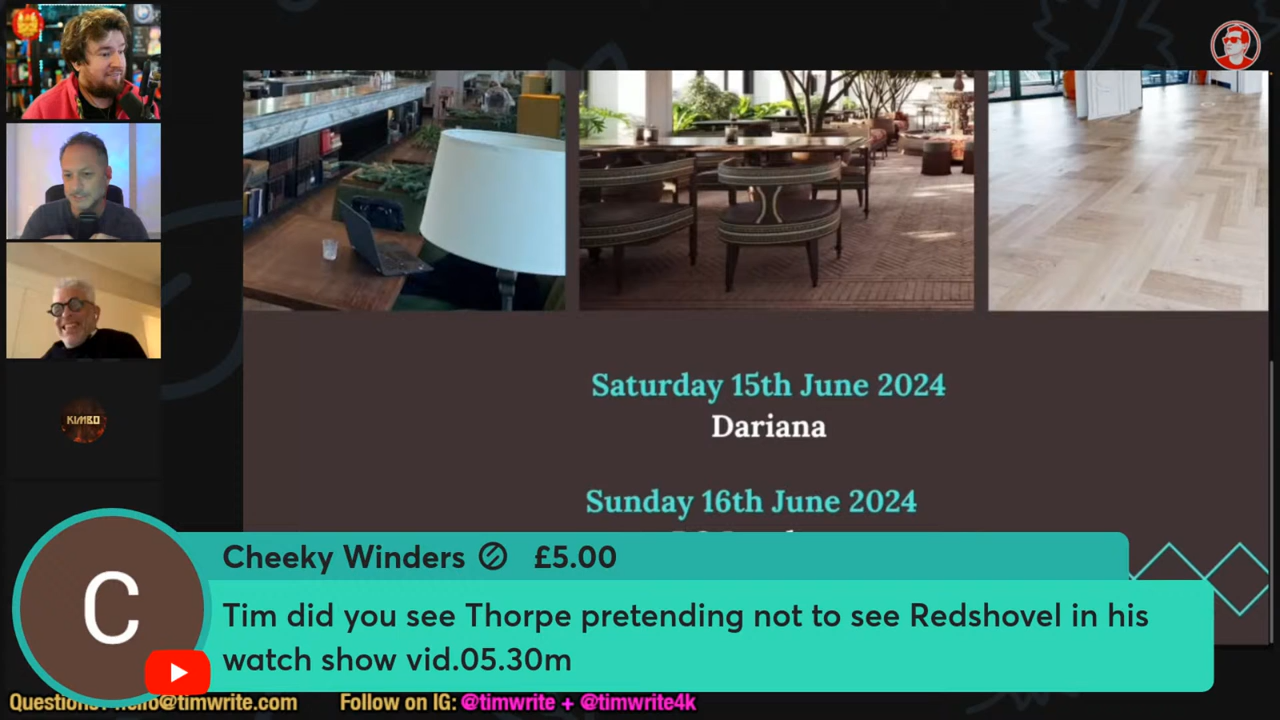 Saturday 15th June 2024
Dariana
Sunday 16th June 2024
KIMBO
C
Cheeky Winders £5.00
Tim did you see Thorpe pretending not to see Redshovel in his
watch show vid.05.30m
Follow on IG: @timwrite + @timwrite4k